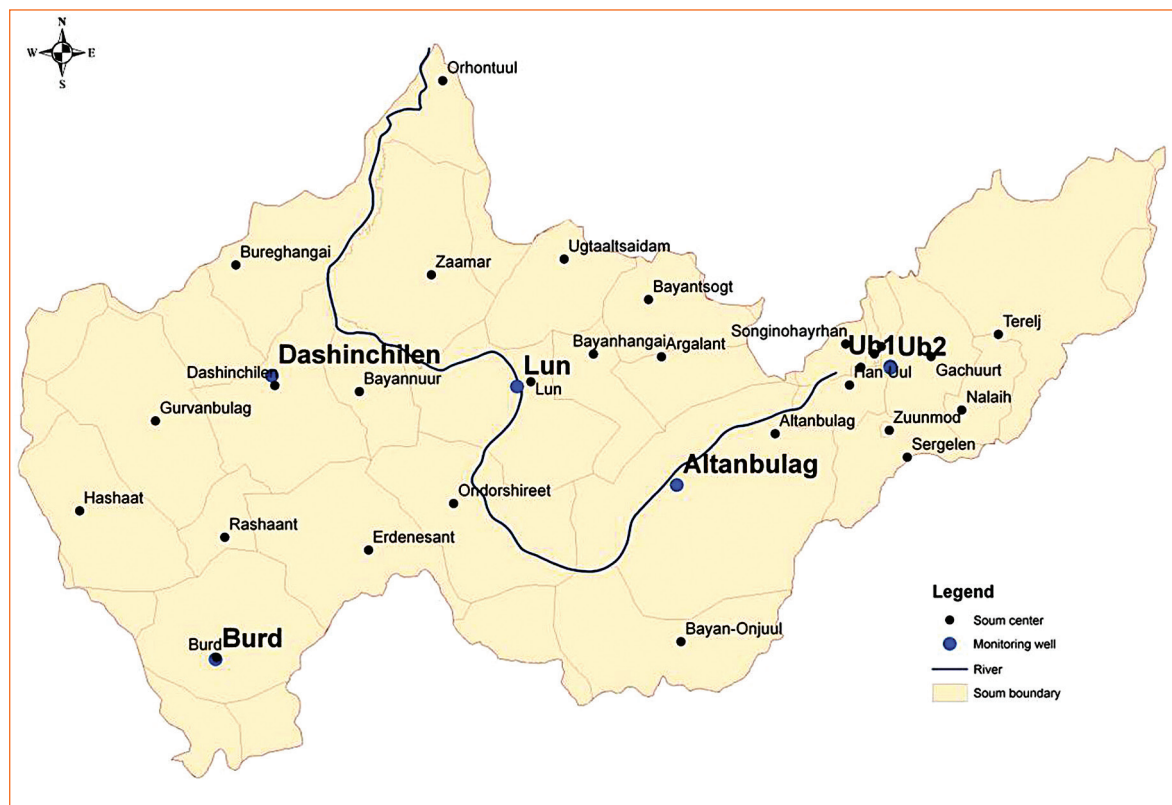 N
W E
S
Orhontuul
Bureghangai
Zaamar
Ugtaaltsaidam
Bayantsogt
Terelj
Songinohayrhan
Ub1
Ub2
Bayanhangai
Argalant
Dashinchilen
Lun
Dashinchilen
Bayannuur
Lun
Han Uul
Gachuurt
Gurvanbulag
Nalaih
Altanbulag
Zuunmod
Sergelen
Altanbulag
Hashaat
Ondorshireet
Rashaant
Erdenesant
Burd
Burd
Bayan-Onjuul
Legend
Soum center
Monitoring well
River
Soum boundary